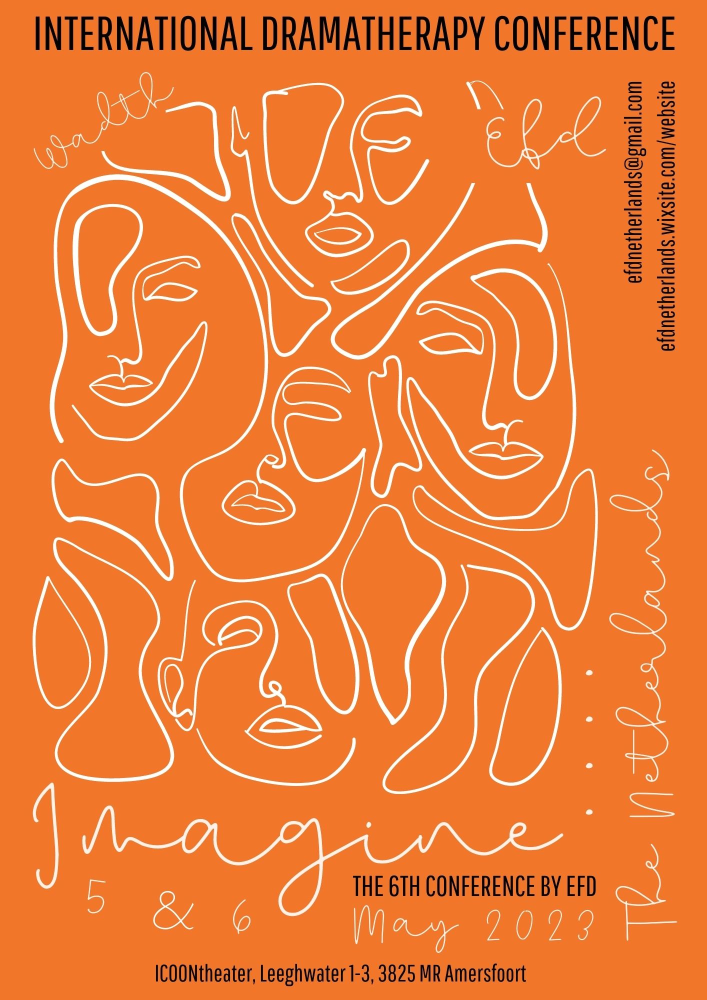 INTERNATIONAL DRAMATHERAPY CONFERENCE
Wadth
Efd
efdnetherlands@gmail.com
efdnetherlands.wixsite.com/website
The Netherlands
Imagine....
THE 6TH CONFERENCE BY EFD
5 & 6 May 2023
ICOONtheater, Leeghwater 1-3, 3825 MR Amersfoort